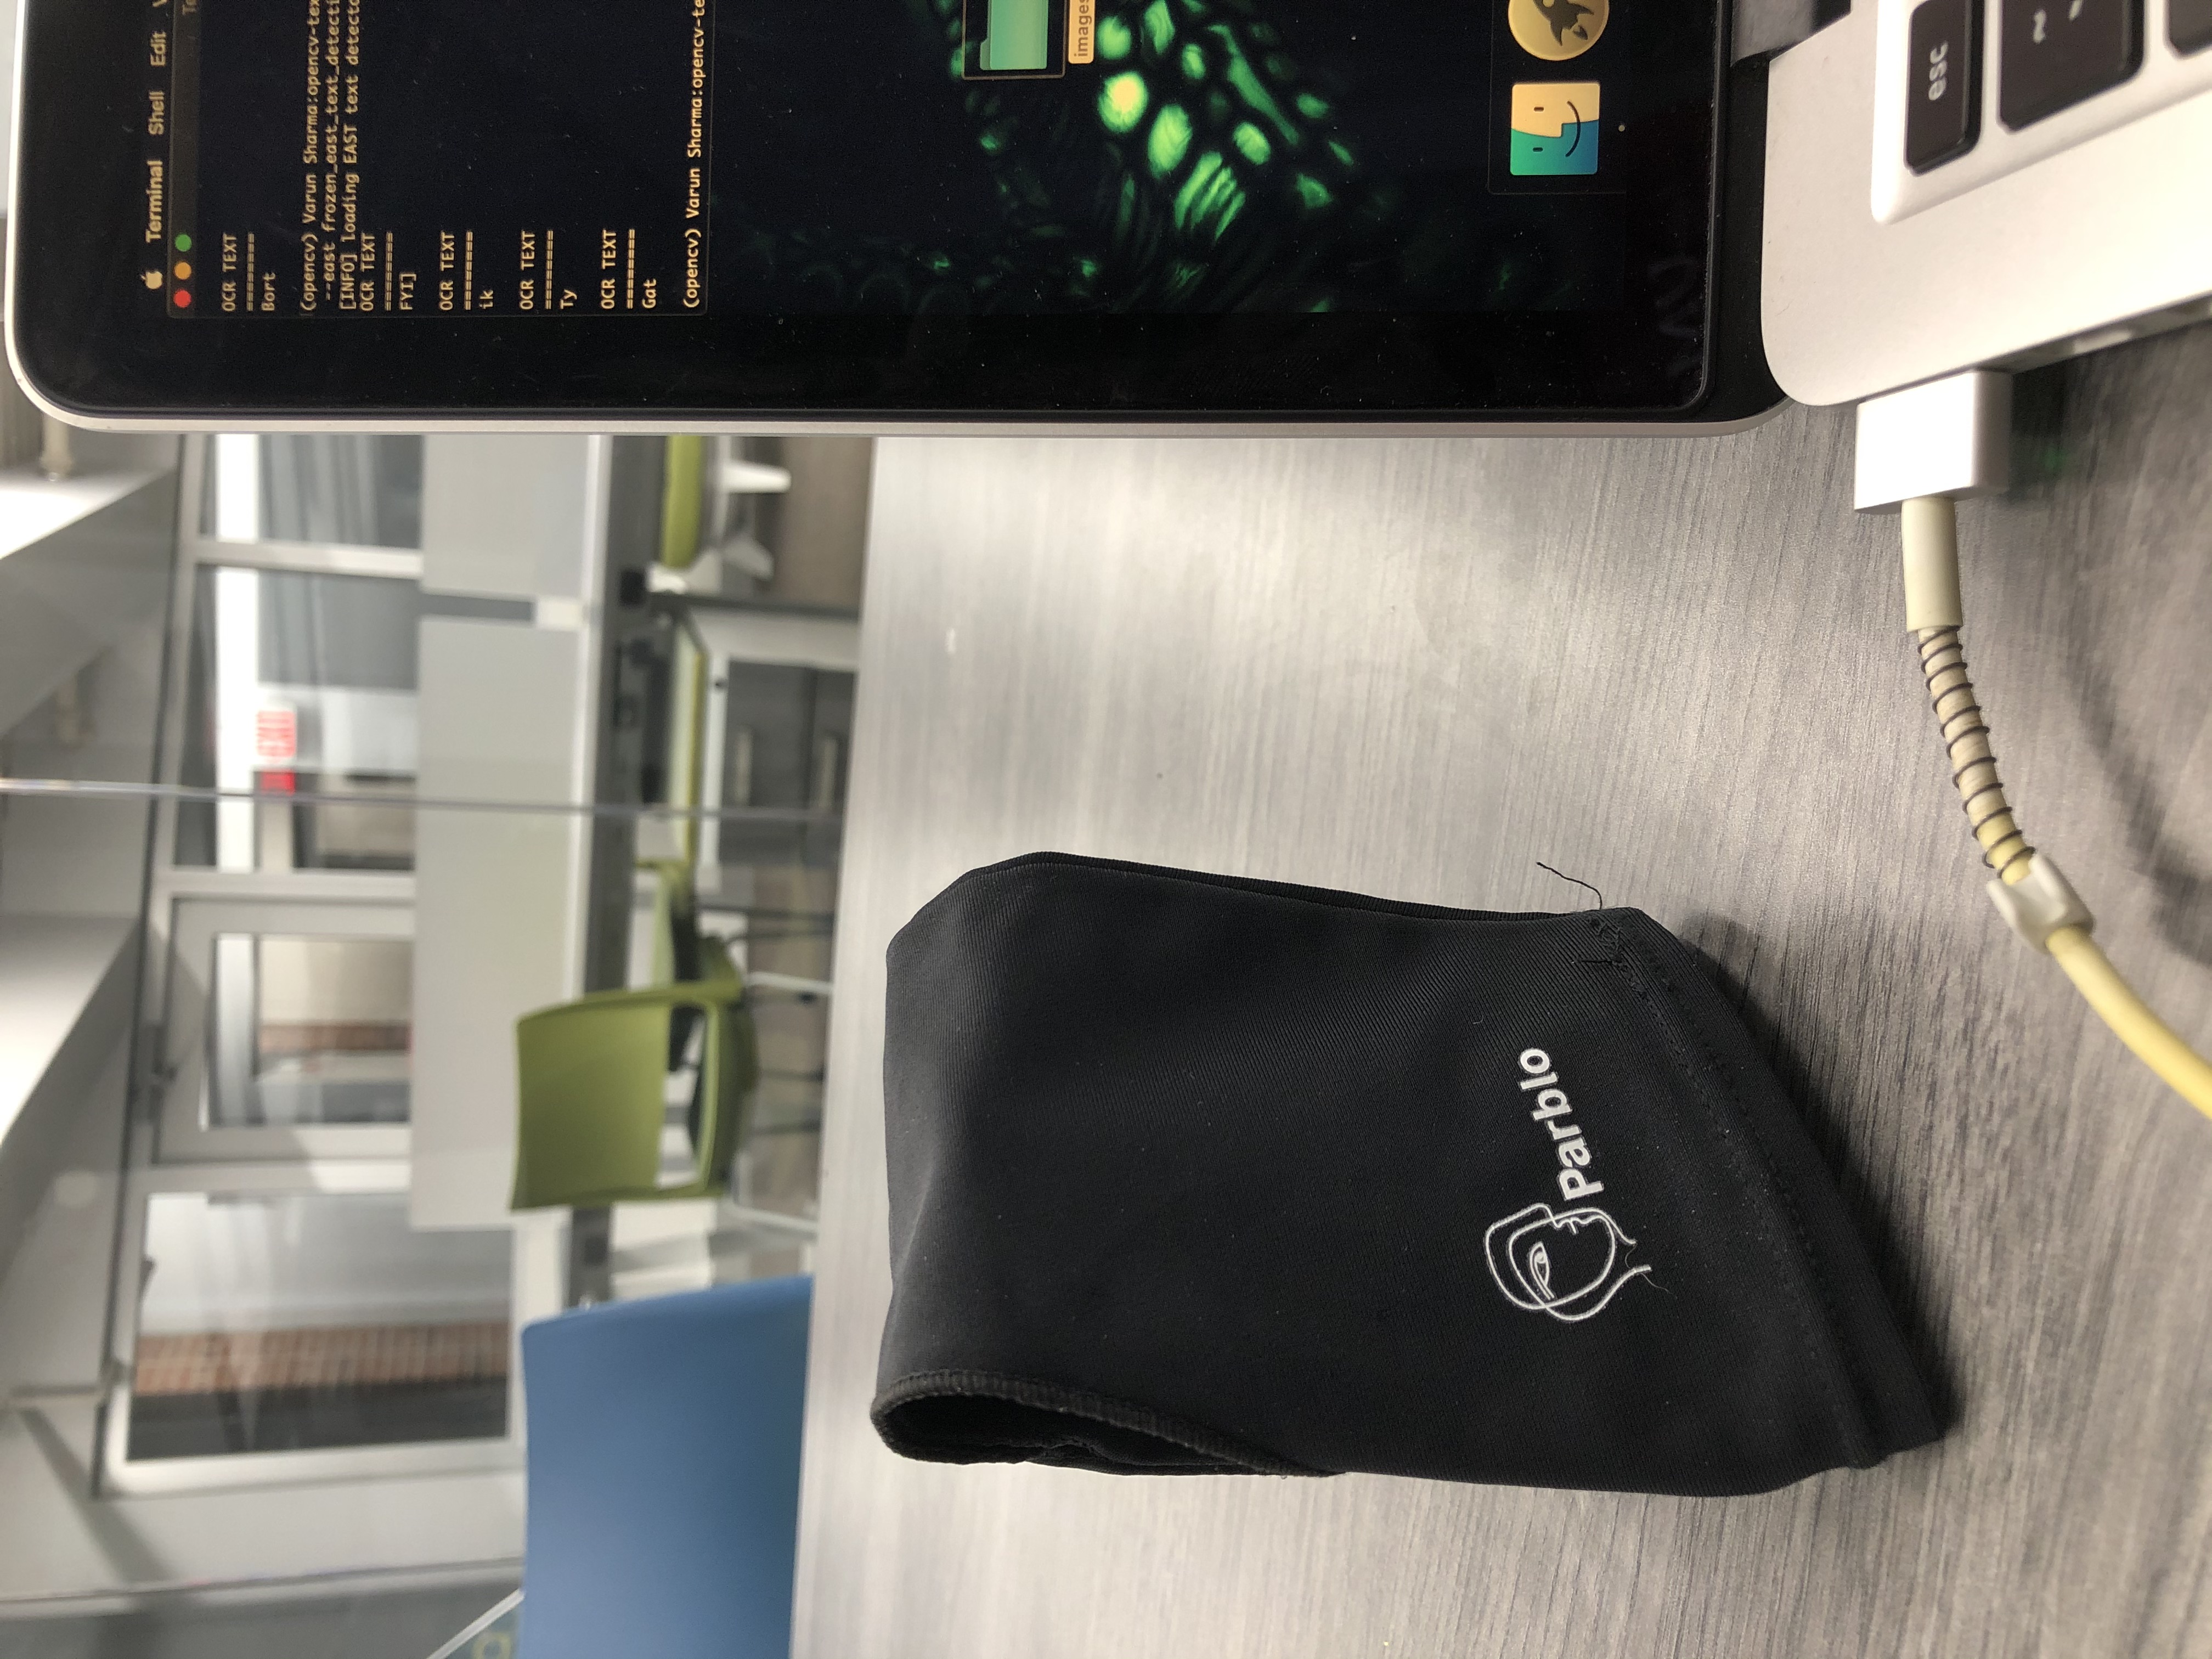 EXIT
Terminal Shell Edit
OCR TEXT
========
Bort
(opencv) Varun Sharma:opencv-tex
--east frozen_east_text_detecti
[INFO] loading EAST text detecto
OCR TEXT
========
FYI]
OCR TEXT
========
ik
OCR TEXT
========
Ty
OCR TEXT
========
Gat
(opencv) Varun Sharma:opencv-te
images
Parblo
esc
~